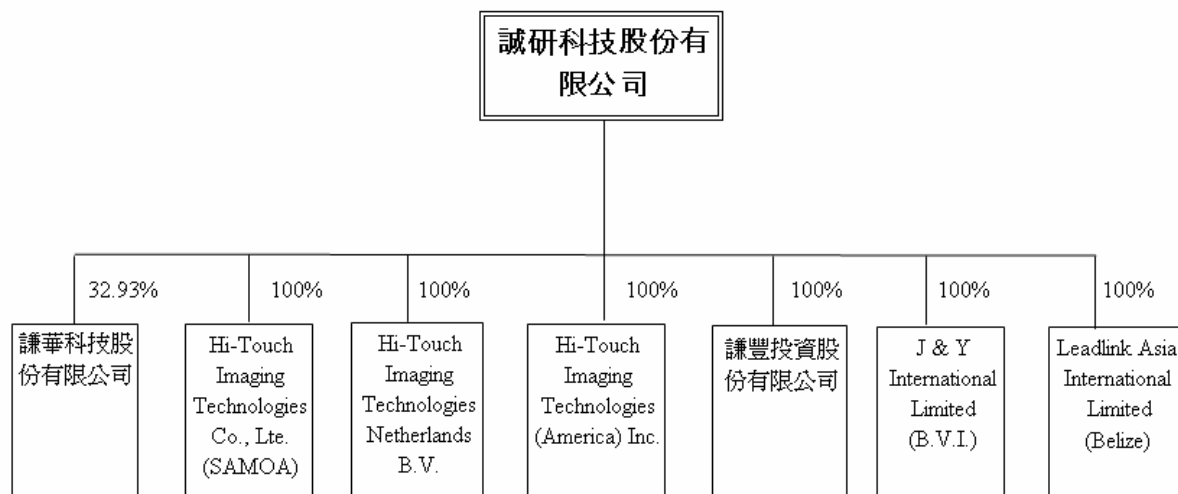 誠研科技股份有
限公司
32.93%
100%
100%
100%
100%
100%
100%
謙華科技股
份有限公司
Hi-Touch
Imaging
Technologies
Co., Lte.
(SAMOA)
Hi-Touch
Imaging
Technologies
Netherlands
B.V.
Hi-Touch
Imaging
Technologies
(America) Inc.
謙豐投資股
份有限公司
J & Y
International
Limited
(B.V.I.)
Leadlink Asia
International
Limited
(Belize)